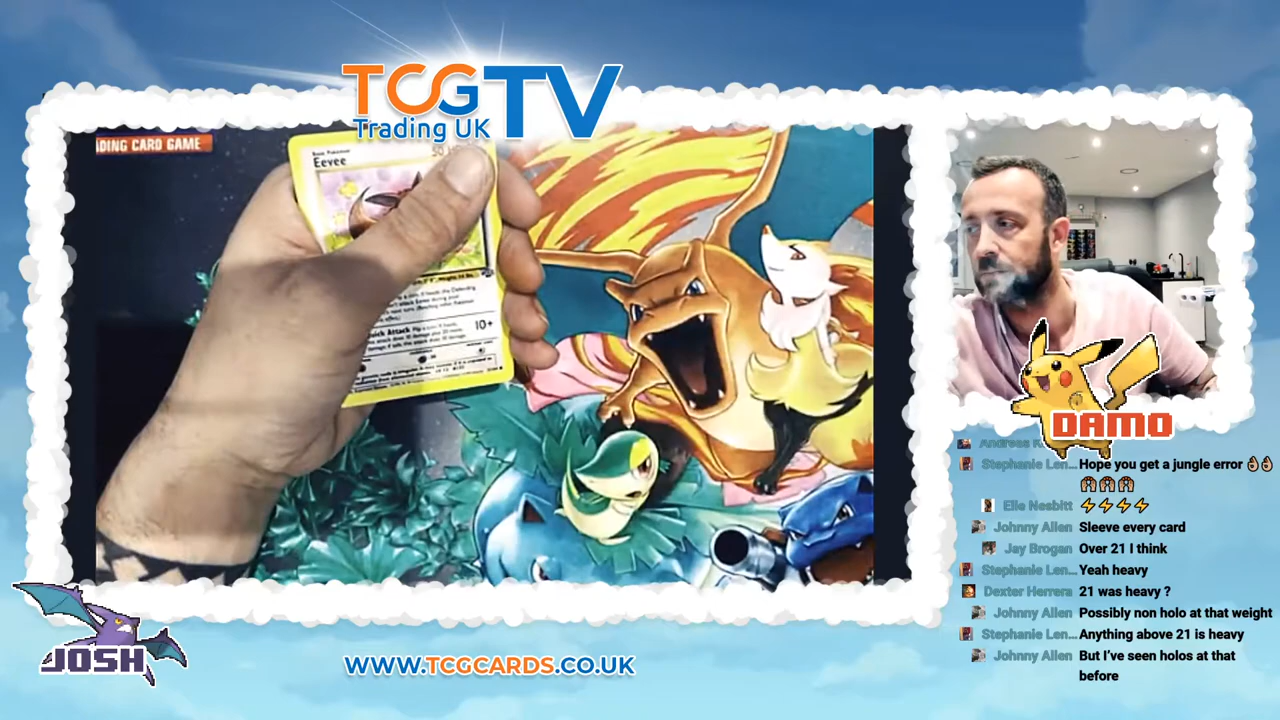 TCG TV
Trading UK
ADING CARD GAME
Basic Pokémon
Eevee
10+
DAMO
Andreas
Stephanie Len... Hope you get a jungle error 👌🏽👌🏽
🙌🏽🙌🏽🙌🏽
Elle Nesbitt ⚡⚡⚡⚡
Johnny Allen Sleeve every card
Jay Brogan Over 21 I think
Stephanie Len... Yeah heavy
Dexter Herrera 21 was heavy ?
Johnny Allen Possibly non holo at that weight
Stephanie Len... Anything above 21 is heavy
Johnny Allen But I've seen holos at that
before
JOSH
WWW.TCGCARDS.CO.UK